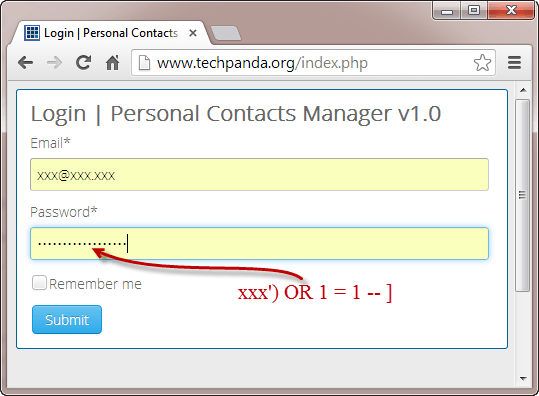 Login | Personal Contacts
www.techpanda.org/index.php
Login | Personal Contacts Manager v1.0
Email*
xxx@xxx.xxx
Password*
••••••••••••••••••
Remember me
xxx') OR 1 = 1 -- ]
Submit